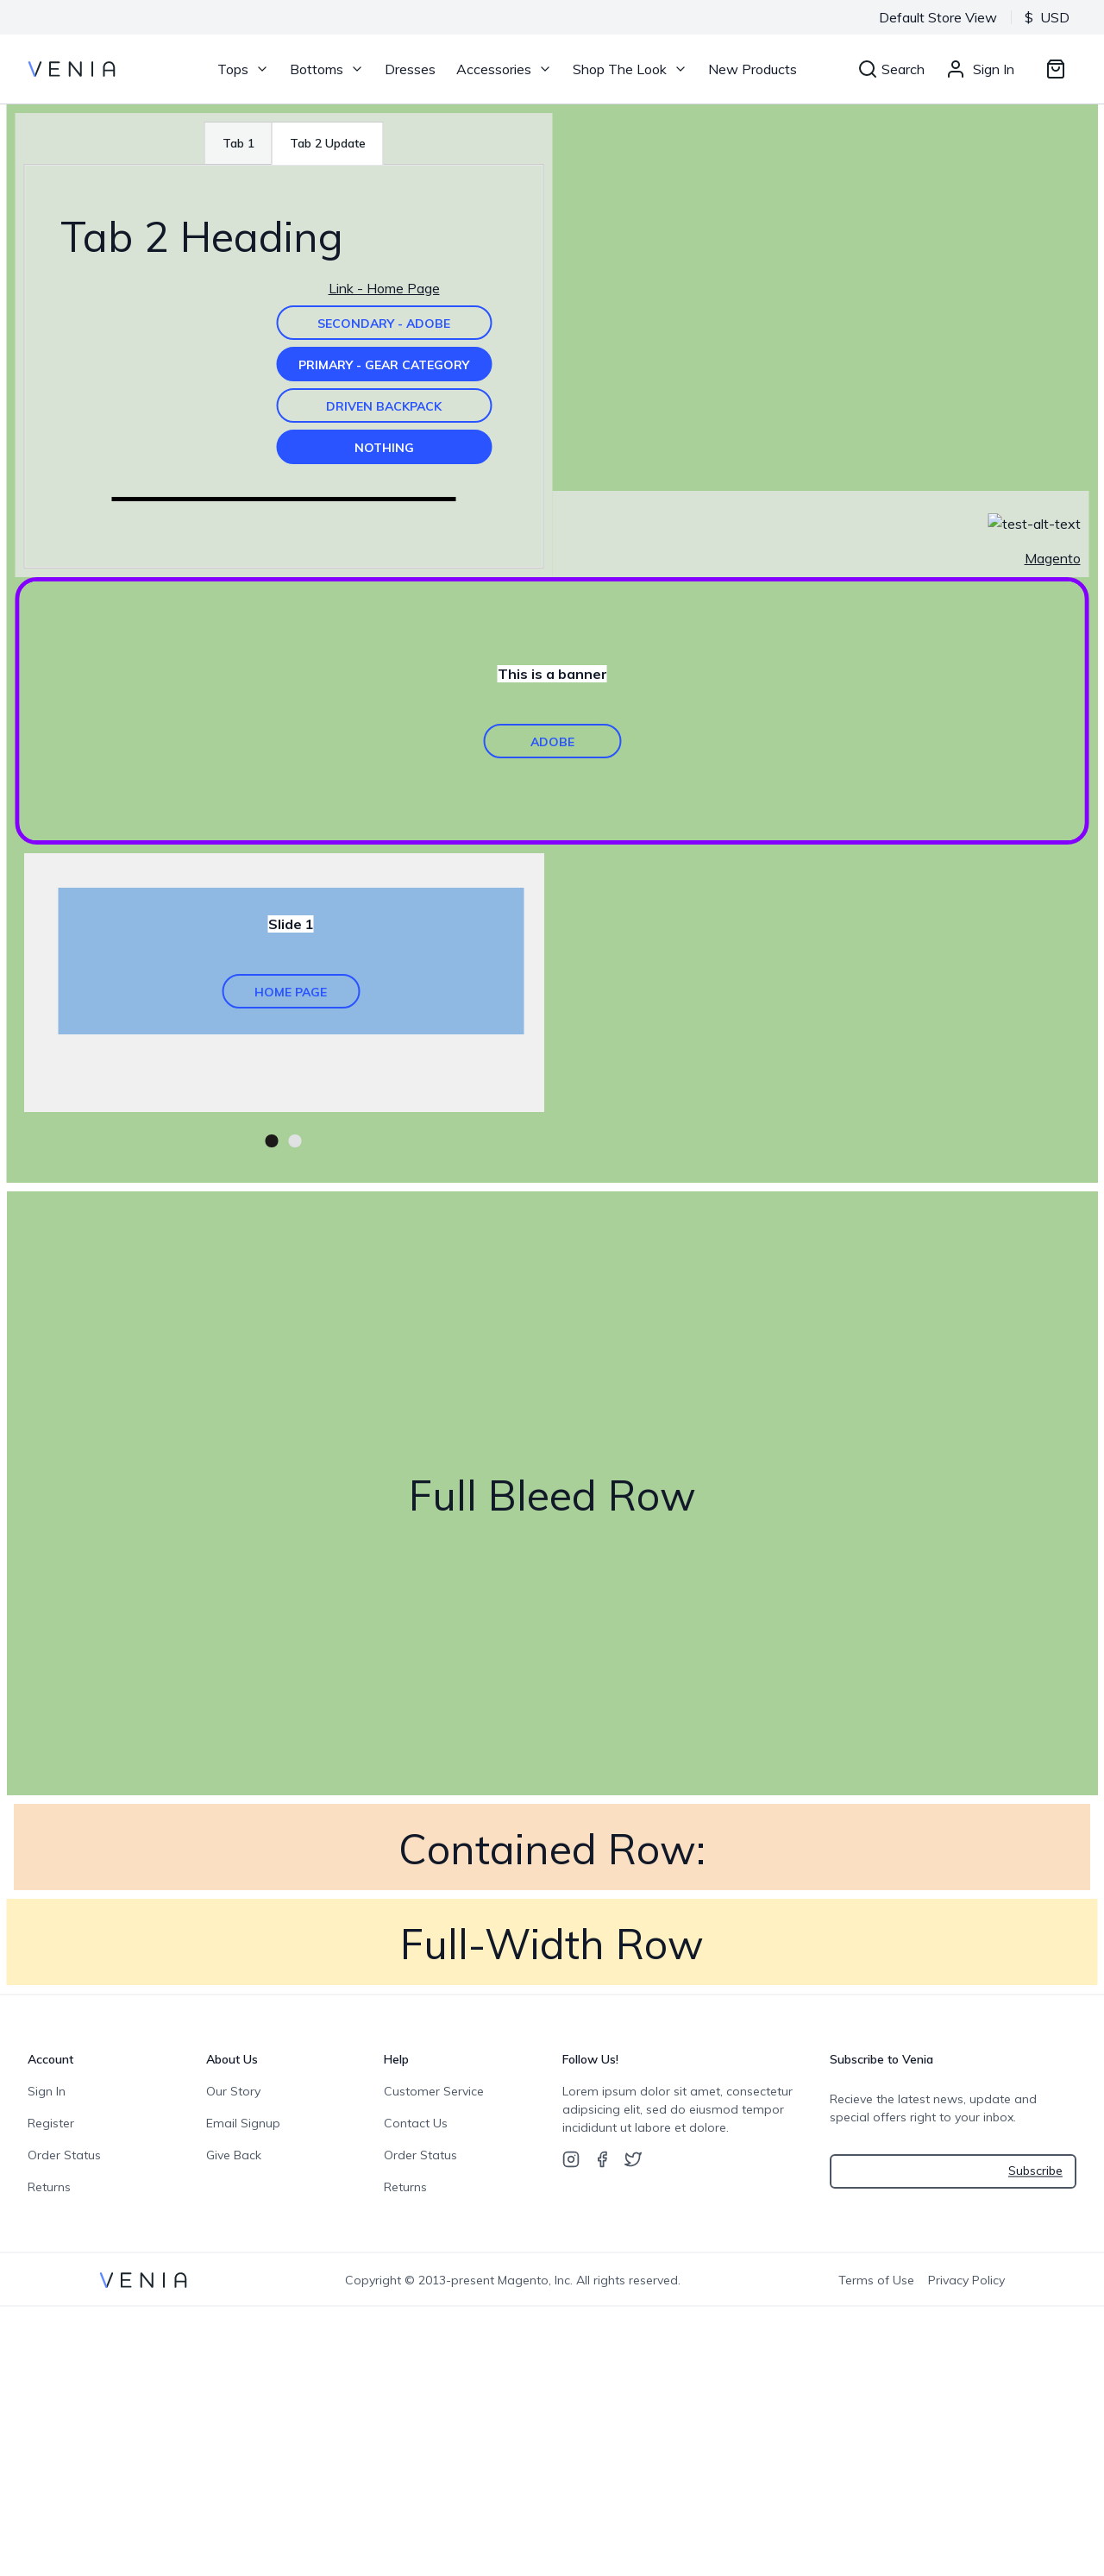 Default Store View $ USD
VENIA Tops Bottoms Dresses Accessories Shop The Look New Products Search Sign In
Tab 1 Tab 2 Update
Tab 2 Heading
Link - Home Page
SECONDARY - ADOBE
PRIMARY - GEAR CATEGORY
DRIVEN BACKPACK
NOTHING
test-alt-text
Magento
This is a banner
ADOBE
Slide 1
HOME PAGE
Full Bleed Row
Contained Row:
Full-Width Row
Account
Sign In
Register
Order Status
Returns
About Us
Our Story
Email Signup
Give Back
Help
Customer Service
Contact Us
Order Status
Returns
Follow Us!
Lorem ipsum dolor sit amet, consectetur
adipsicing elit, sed do eiusmod tempor
incididunt ut labore et dolore.
Subscribe to Venia
Recieve the latest news, update and
special offers right to your inbox.
Subscribe
VENIA Copyright © 2013-present Magento, Inc. All rights reserved. Terms of Use Privacy Policy